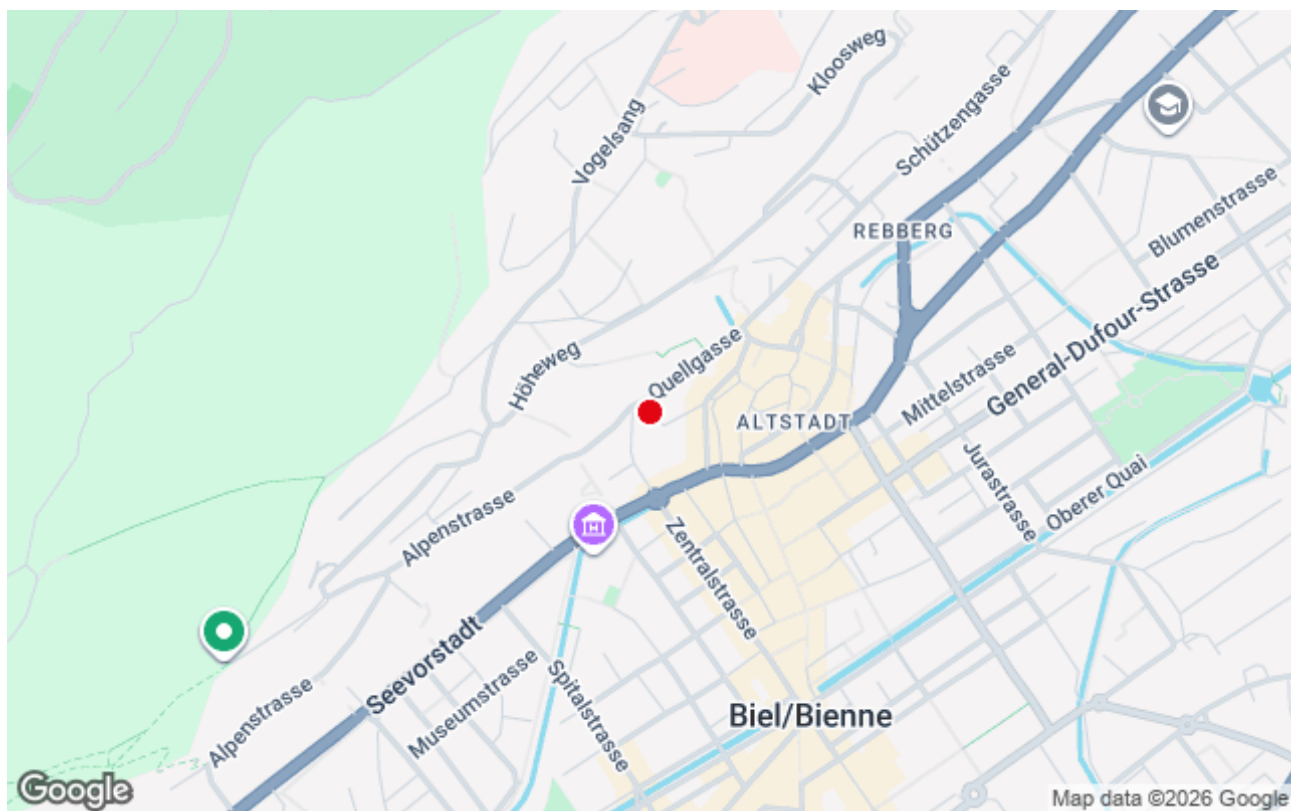 Kloosweg
Vogelsang
Schützengasse
REBBERG
Blumenstrasse
General-Dufour-Strasse
Höheweg
Quellgasse
Mittelstrasse
ALTSTADT
Jurastrasse
Oberer Quai
Alpenstrasse
Zentralstrasse
Seevorstadt
Museumstrasse
Spitalstrasse
Alpenstrasse
Biel/Bienne
Google
Map data ©2026 Google